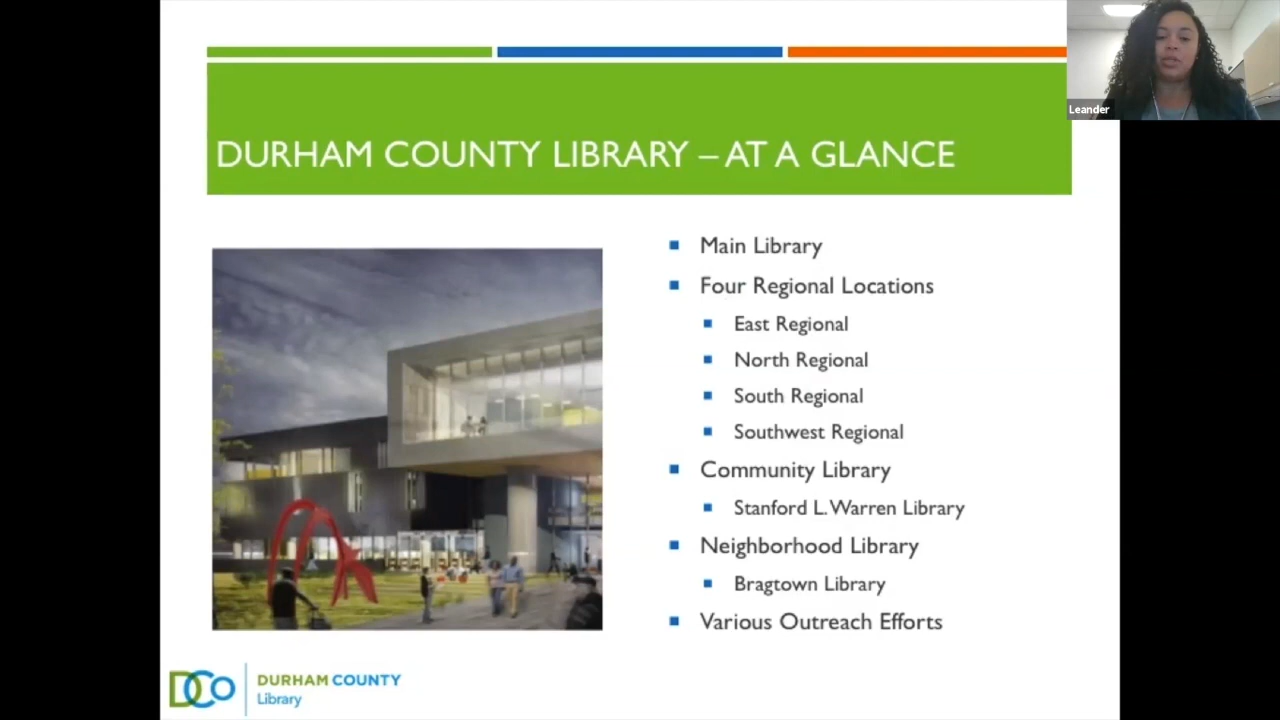 Leander
DURHAM COUNTY LIBRARY – AT A GLANCE
Main Library
Four Regional Locations
East Regional
North Regional
South Regional
Southwest Regional
Community Library
Stanford L. Warren Library
Neighborhood Library
Bragtown Library
Various Outreach Efforts
DCo
DURHAM COUNTY
Library